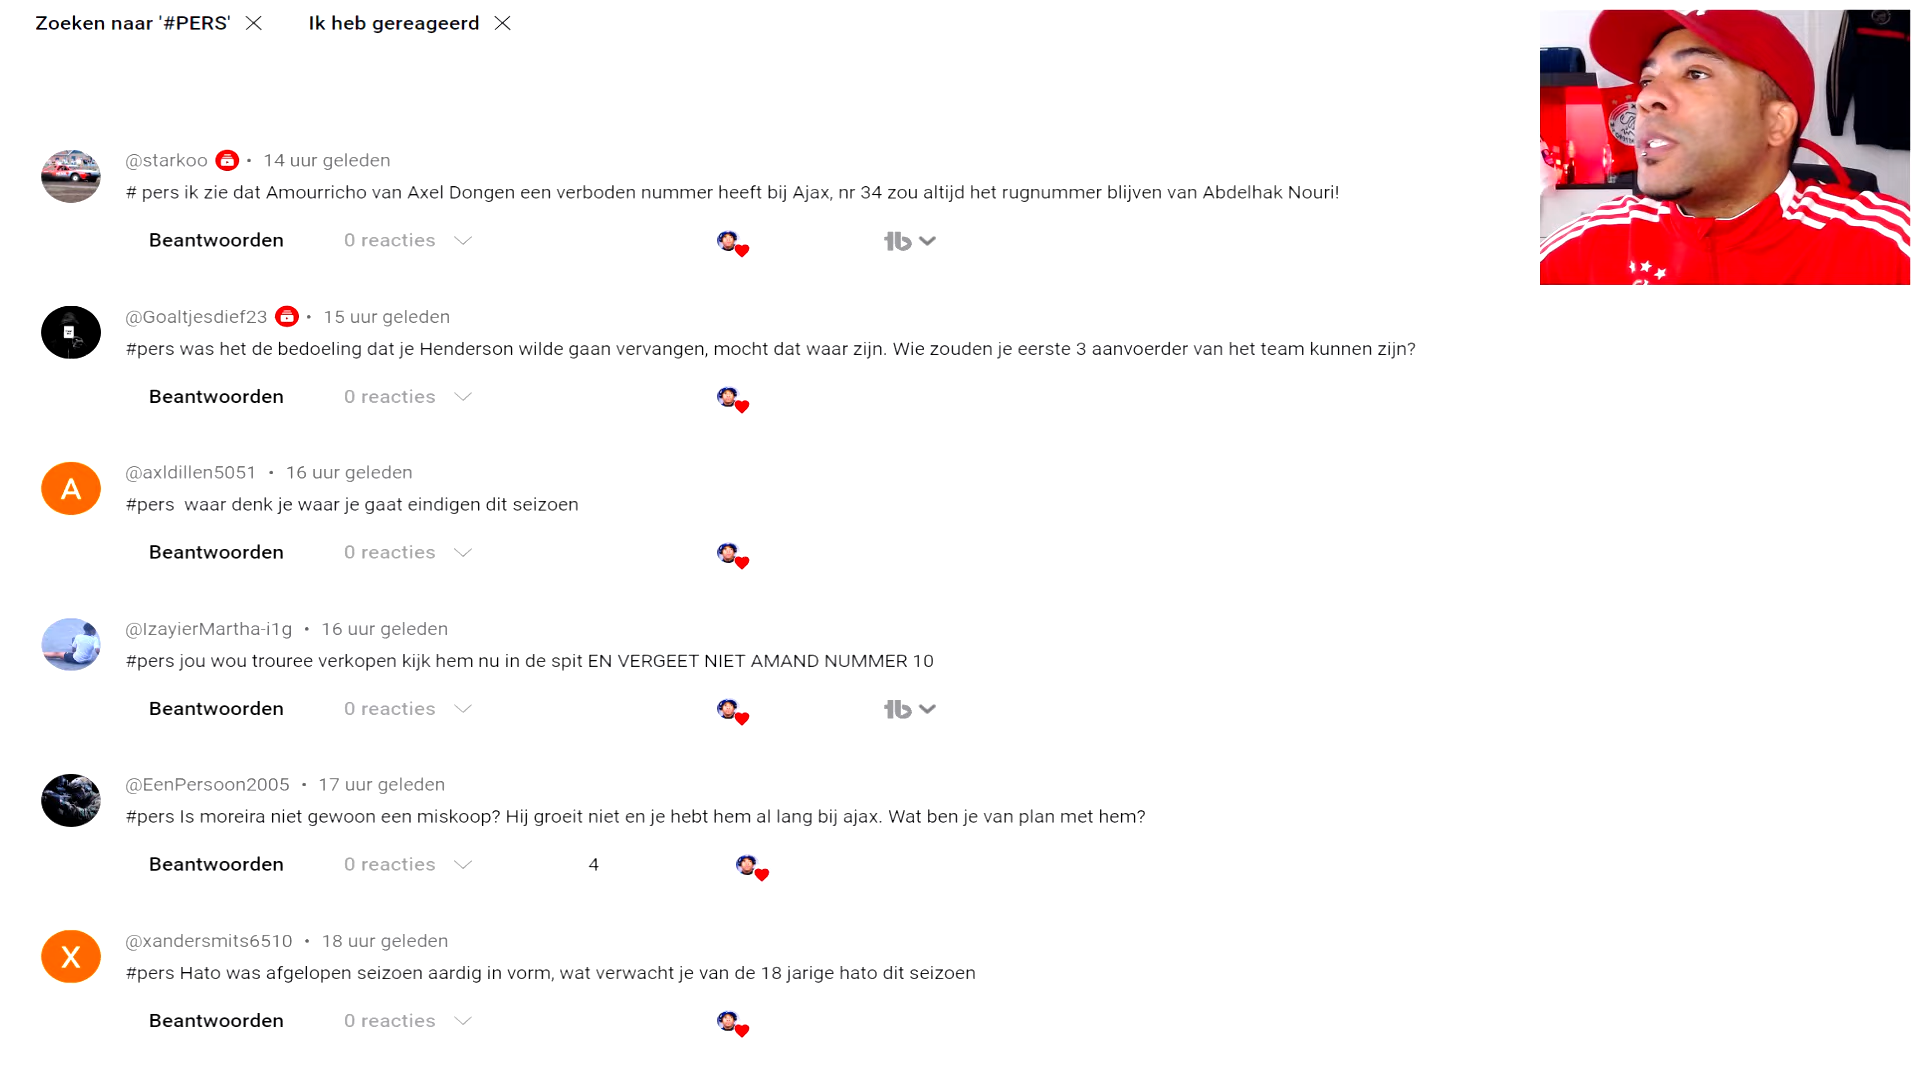 Zoeken naar '#PERS'
Ik heb gereageerd
@starkoo • 14 uur geleden
# pers ik zie dat Amourricho van Axel Dongen een verboden nummer heeft bij Ajax, nr 34 zou altijd het rugnummer blijven van Abdelhak Nouri!
Beantwoorden 0 reacties
@Goaltjesdief23 • 15 uur geleden
#pers was het de bedoeling dat je Henderson wilde gaan vervangen, mocht dat waar zijn. Wie zouden je eerste 3 aanvoerder van het team kunnen zijn?
Beantwoorden 0 reacties
A
@axldillen5051 • 16 uur geleden
#pers  waar denk je waar je gaat eindigen dit seizoen
Beantwoorden 0 reacties
@IzayierMartha-i1g • 16 uur geleden
#pers jou wou trouree verkopen kijk hem nu in de spit EN VERGEET NIET AMAND NUMMER 10
Beantwoorden 0 reacties
@EenPersoon2005 • 17 uur geleden
#pers Is moreira niet gewoon een miskoop? Hij groeit niet en je hebt hem al lang bij ajax. Wat ben je van plan met hem?
Beantwoorden 0 reacties 4
X
@xandersmits6510 • 18 uur geleden
#pers Hato was afgelopen seizoen aardig in vorm, wat verwacht je van de 18 jarige hato dit seizoen
Beantwoorden 0 reacties